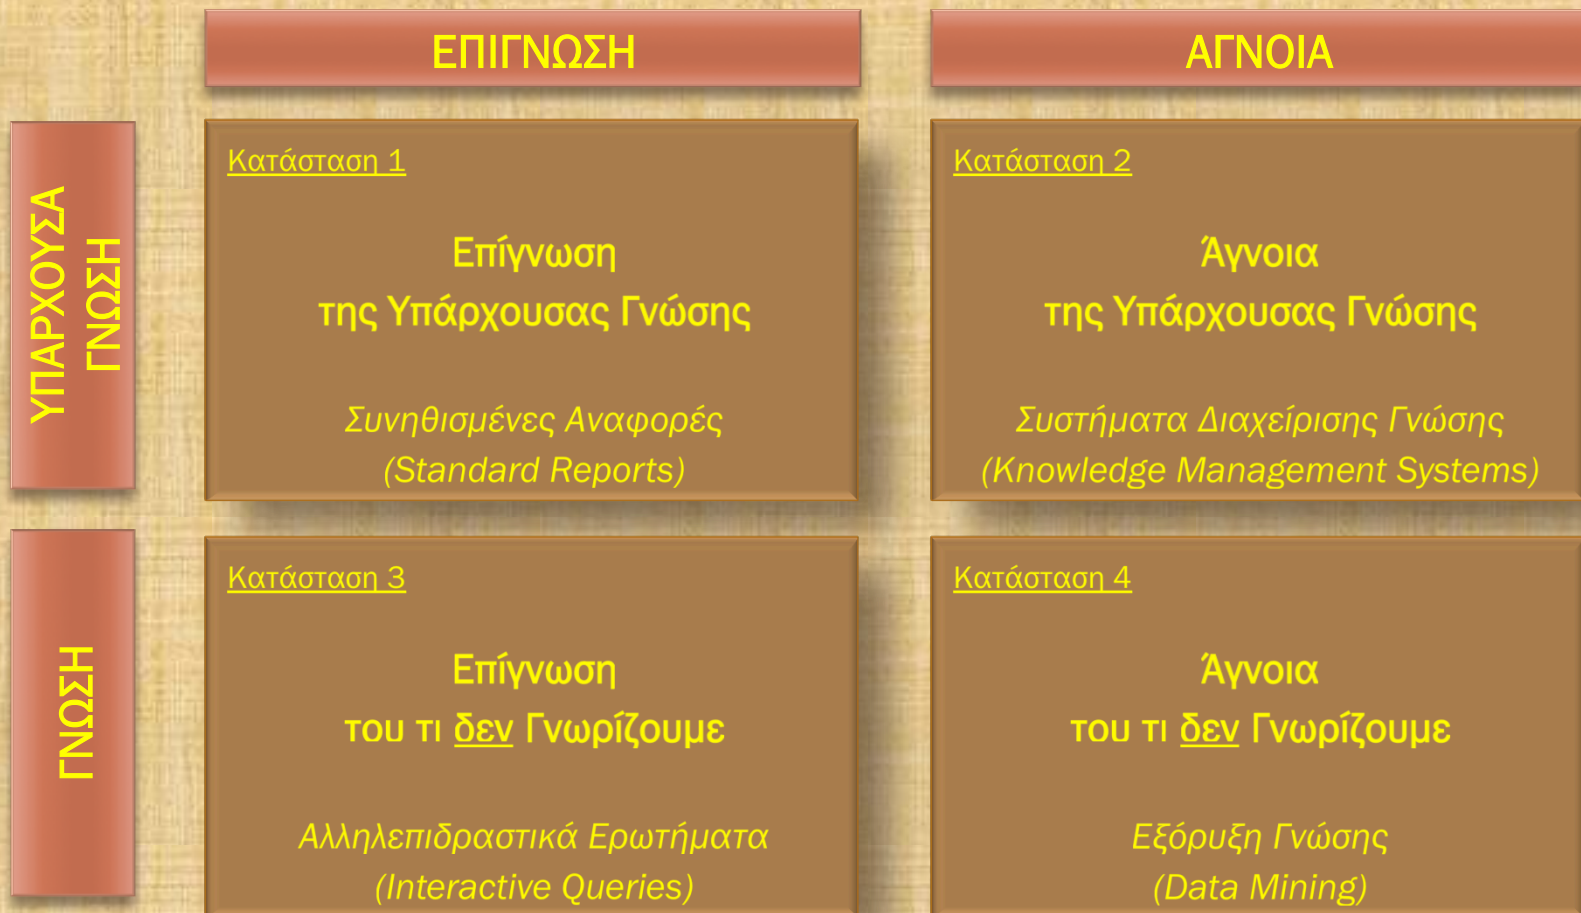 ΕΠΙΓΝΩΣΗ
ΑΓΝΟΙΑ
ΥΠΑΡΧΟΥΣΑ
ΓΝΩΣΗ
Κατάσταση 1
Επίγνωση
της Υπάρχουσας Γνώσης
Συνηθισμένες Αναφορές
(Standard Reports)
Κατάσταση 2
Άγνοια
της Υπάρχουσας Γνώσης
Συστήματα Διαχείρισης Γνώσης
(Knowledge Management Systems)
ΓΝΩΣΗ
Κατάσταση 3
Επίγνωση
του τι δεν Γνωρίζουμε
Αλληλεπιδραστικά Ερωτήματα
(Interactive Queries)
Κατάσταση 4
Άγνοια
του τι δεν Γνωρίζουμε
Εξόρυξη Γνώσης
(Data Mining)